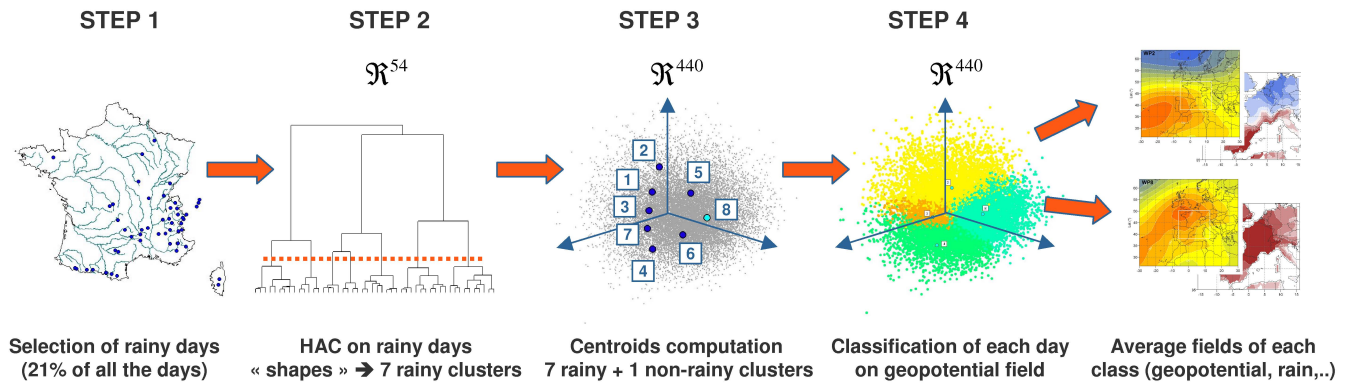 STEP 1
STEP 2
STEP 3
STEP 4
ℜ⁵⁴
ℜ⁴⁴⁰
ℜ⁴⁴⁰
2
1
5
3
8
7
6
4
WP2
WP8
Selection of rainy days
(21% of all the days)
HAC on rainy days
« shapes » ➔ 7 rainy clusters
Centroids computation
7 rainy + 1 non-rainy clusters
Classification of each day
on geopotential field
Average fields of each
class (geopotential, rain,..)